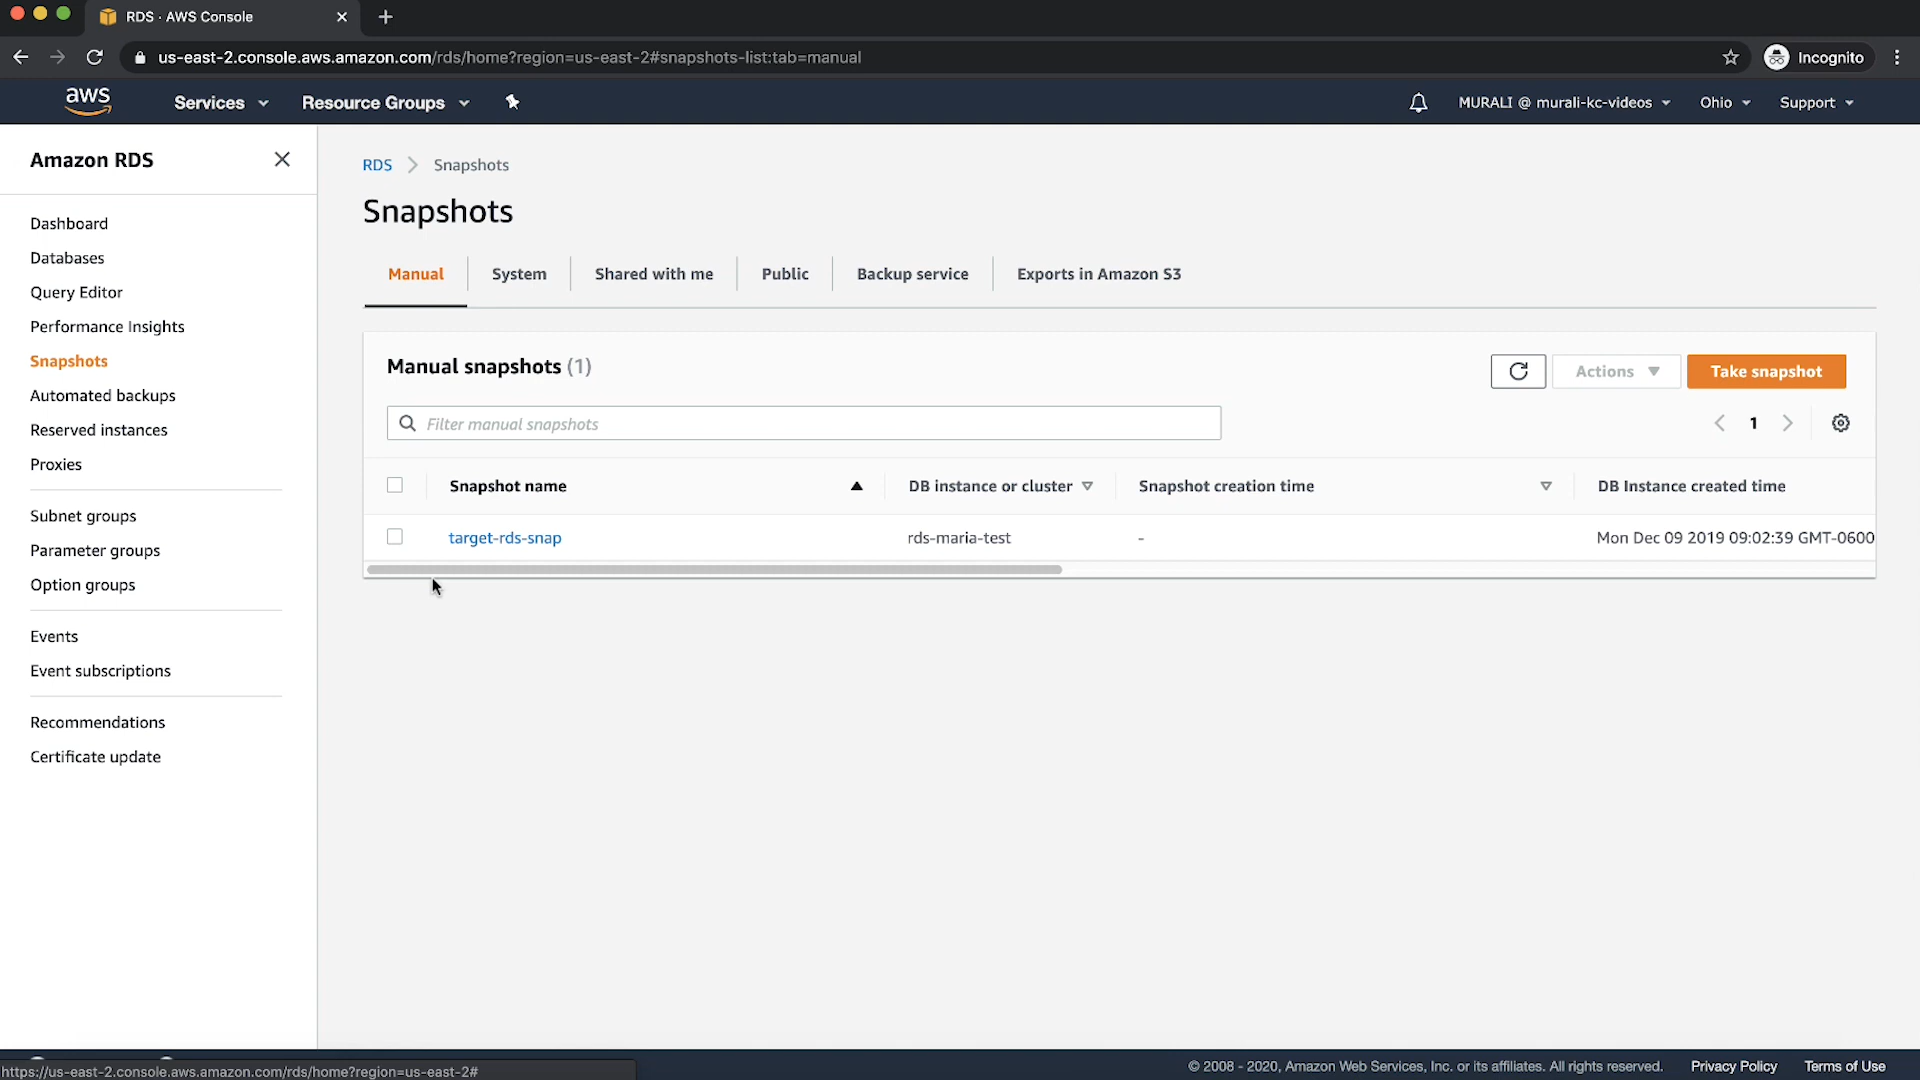 RDS · AWS Console
us-east-2.console.aws.amazon.com/rds/home?region=us-east-2#snapshots-list:tab=manual
Incognito
aws
Services
Resource Groups
MURALI @ murali-kc-videos
Ohio
Support
Amazon RDS
Dashboard
Databases
Query Editor
Performance Insights
Snapshots
Automated backups
Reserved instances
Proxies
Subnet groups
Parameter groups
Option groups
Events
Event subscriptions
Recommendations
Certificate update
RDS > Snapshots
Snapshots
Manual
System
Shared with me
Public
Backup service
Exports in Amazon S3
Manual snapshots (1)
Actions
Take snapshot
Filter manual snapshots
1
Snapshot name
DB instance or cluster
Snapshot creation time
DB Instance created time
target-rds-snap
rds-maria-test
-
Mon Dec 09 2019 09:02:39 GMT-0600
https://us-east-2.console.aws.amazon.com/rds/home?region=us-east-2#
© 2008 - 2020, Amazon Web Services, Inc. or its affiliates. All rights reserved.
Privacy Policy
Terms of Use